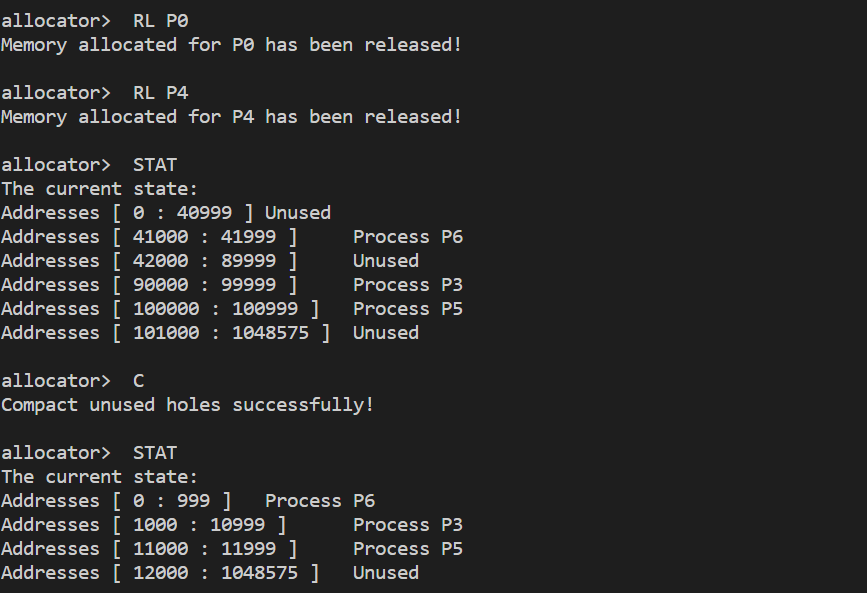 allocator>  RL P0
Memory allocated for P0 has been released!
allocator>  RL P4
Memory allocated for P4 has been released!
allocator>  STAT
The current state:
Addresses [ 0 : 40999 ] Unused
Addresses [ 41000 : 41999 ]     Process P6
Addresses [ 42000 : 89999 ]     Unused
Addresses [ 90000 : 99999 ]     Process P3
Addresses [ 100000 : 100999 ]   Process P5
Addresses [ 101000 : 1048575 ]  Unused
allocator>  C
Compact unused holes successfully!
allocator>  STAT
The current state:
Addresses [ 0 : 999 ]   Process P6
Addresses [ 1000 : 10999 ]      Process P3
Addresses [ 11000 : 11999 ]     Process P5
Addresses [ 12000 : 1048575 ]   Unused